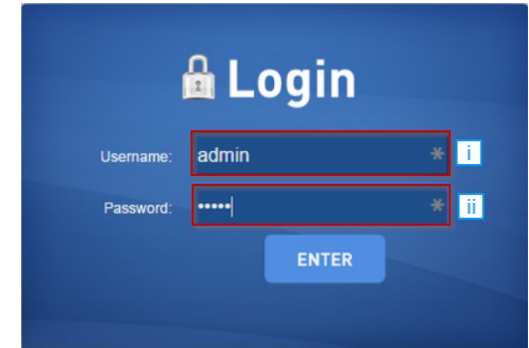 Login
Username: admin * i
Password: •••••| * ii
ENTER